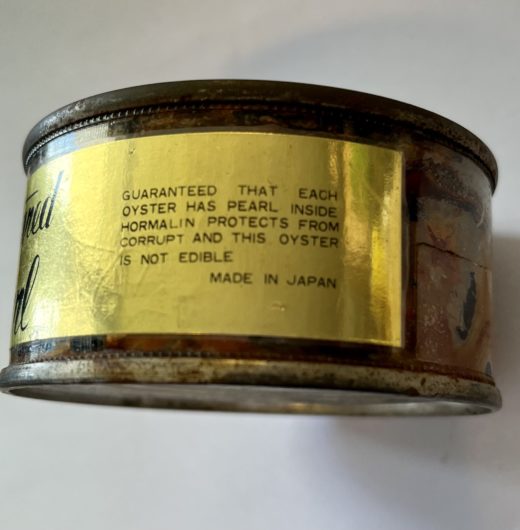 GUARANTEED THAT EACH
OYSTER HAS PEARL INSIDE
HORMALIN PROTECTS FROM
CORRUPT AND THIS OYSTER
IS NOT EDIBLE
MADE IN JAPAN